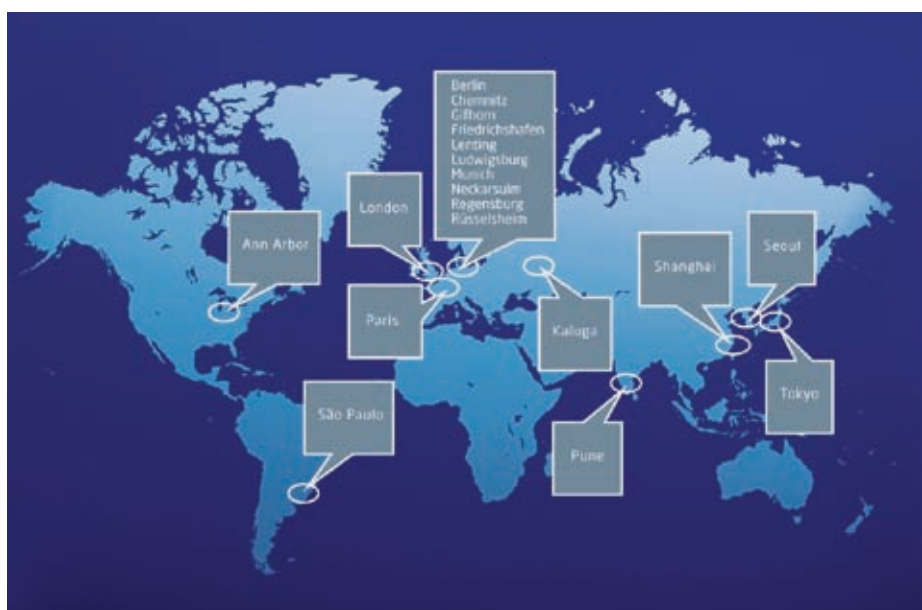 Berlin
Chemnitz
Gifhorn
Friedrichshafen
Lenting
Ludwigsburg
Munich
Neckarsulm
Regensburg
Rüsselsheim
London
Ann Arbor
Paris
Kaluga
Shanghai
Seoul
Tokyo
São Paulo
Pune